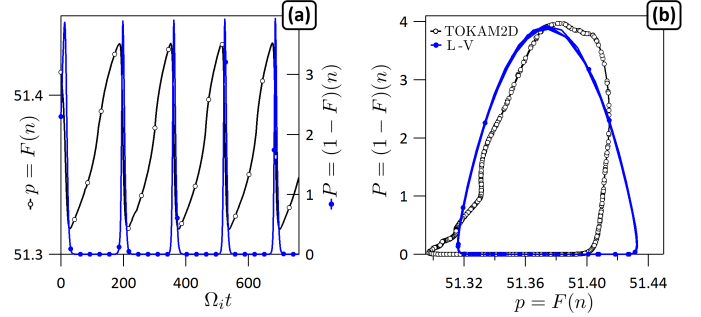 (a)
51.4
51.3
p = F(n)
0
200
400
600
Ω_i t
3
2
1
0
P = (1 − F)(n)
(b)
TOKAM2D
L-V
4
3
2
1
0
P = (1 − F)(n)
51.32
51.36
51.40
51.44
p = F(n)